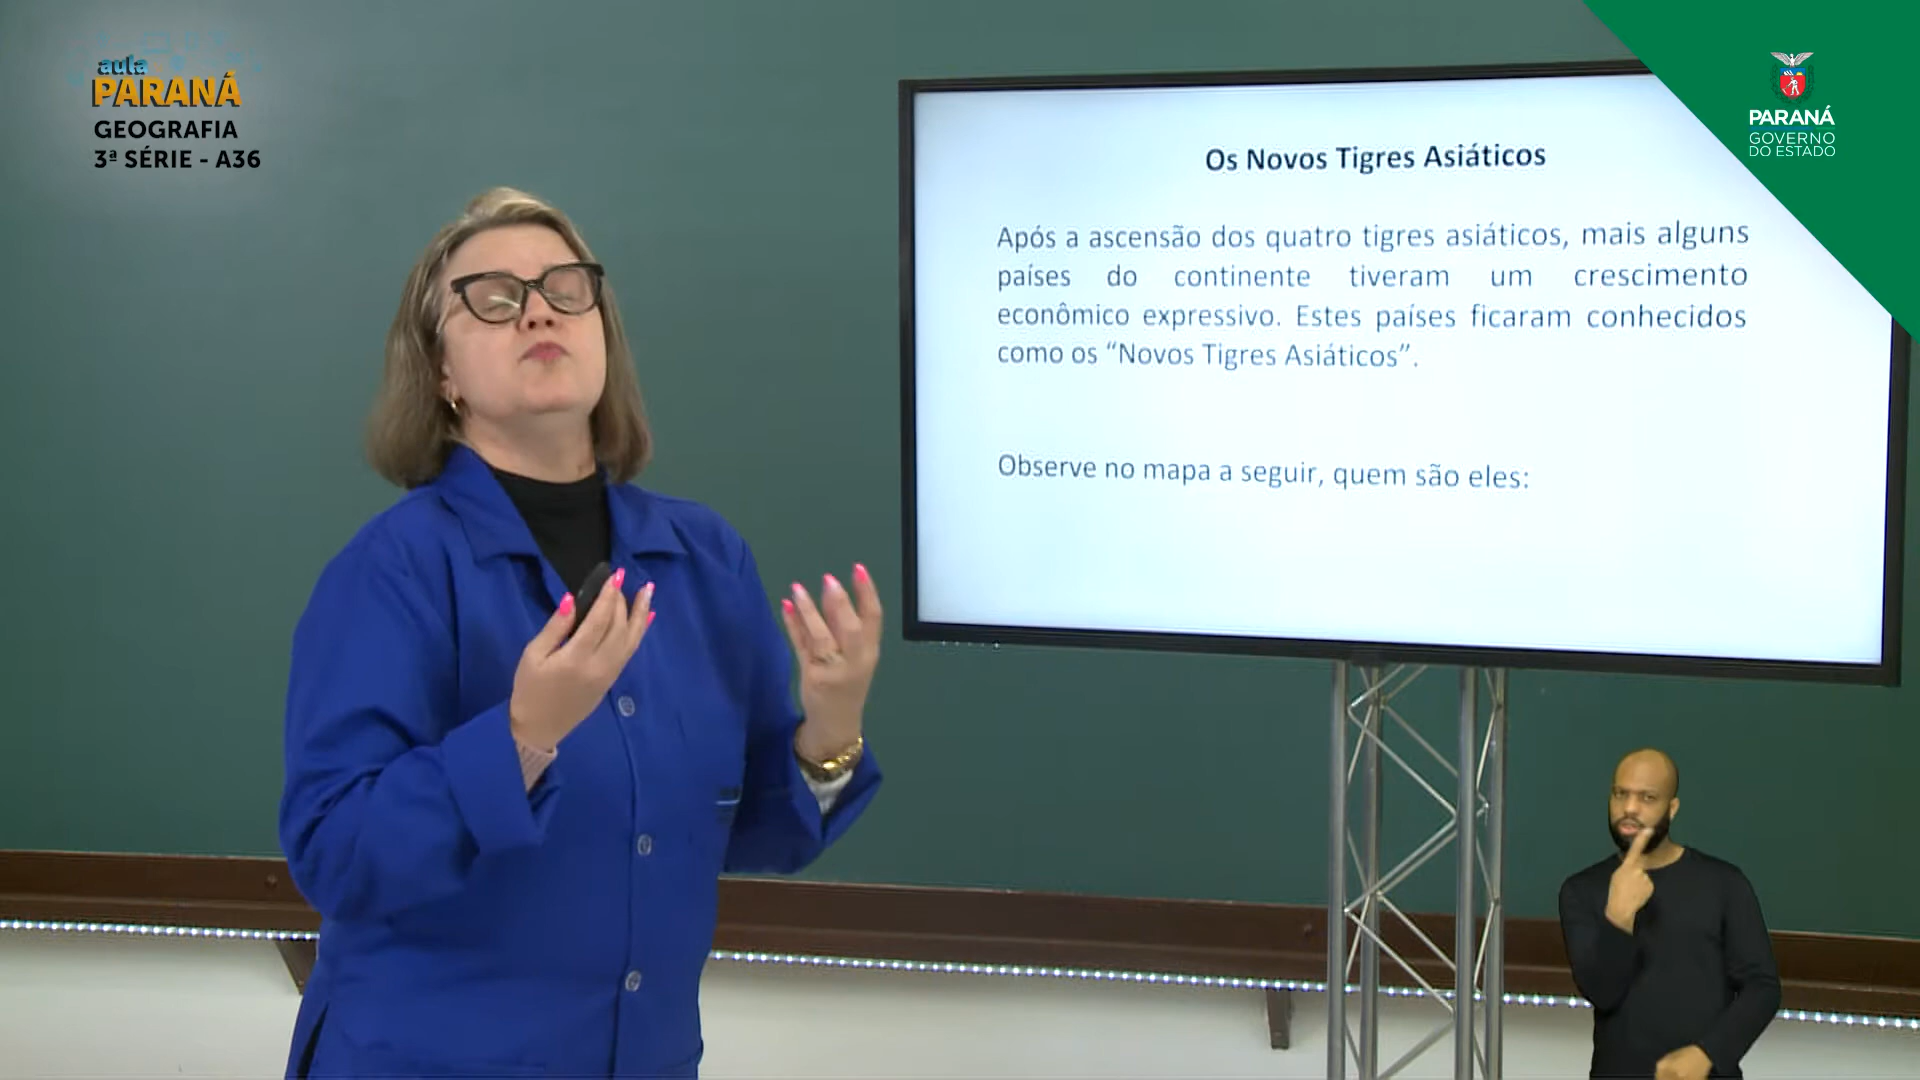 aula
PARANÁ
GEOGRAFIA
3ª SÉRIE - A36
PARANÁ
GOVERNO
DO ESTADO
Os Novos Tigres Asiáticos
Após a ascensão dos quatro tigres asiáticos, mais alguns
países do continente tiveram um crescimento
econômico expressivo. Estes países ficaram conhecidos
como os “Novos Tigres Asiáticos”.
Observe no mapa a seguir, quem são eles: